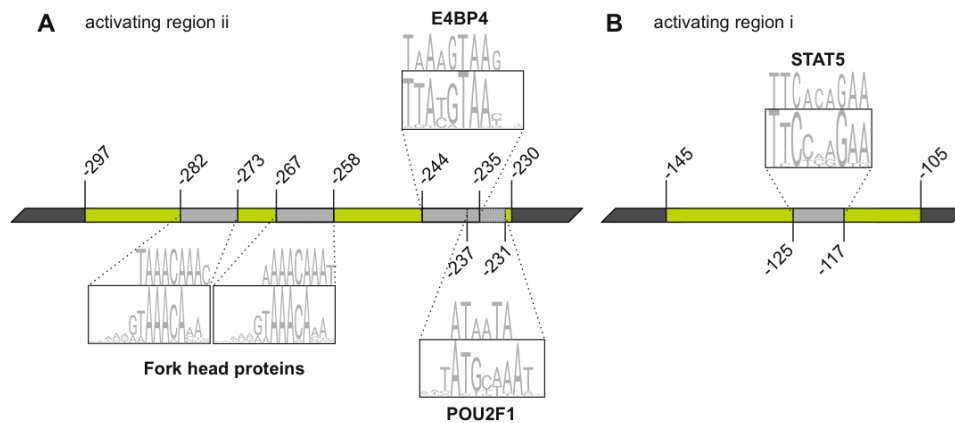 A activating region ii
E4BP4
TAAAGTAAG
TTATGTAAC
-297
-282
-273
-267
-258
-244
-235
-230
-237
-231
TAAACAAAC
AAAACAAAT
GTAAACAAA
GTAAACAAA
Fork head proteins
ATAATA
TATGCAAAT
POU2F1
B activating region i
STAT5
TTCACAGAA
TTCCAAGAA
-145
-105
-125
-117